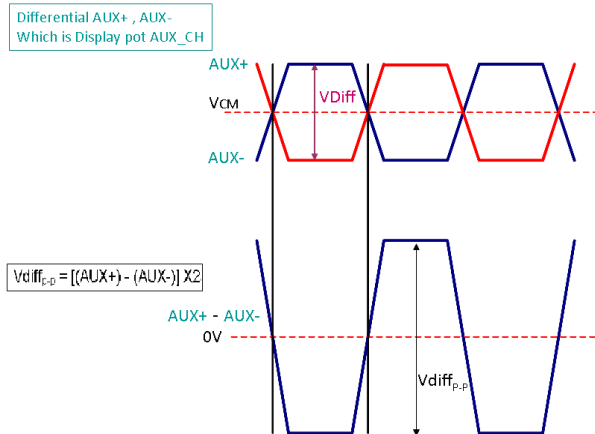 Differential AUX+ , AUX-
Which is Display pot AUX_CH
AUX+
VCM
VDiff
AUX-
Vdiffp-p = [(AUX+) - (AUX-)] X2
AUX+ - AUX-
0V
VdiffP-P